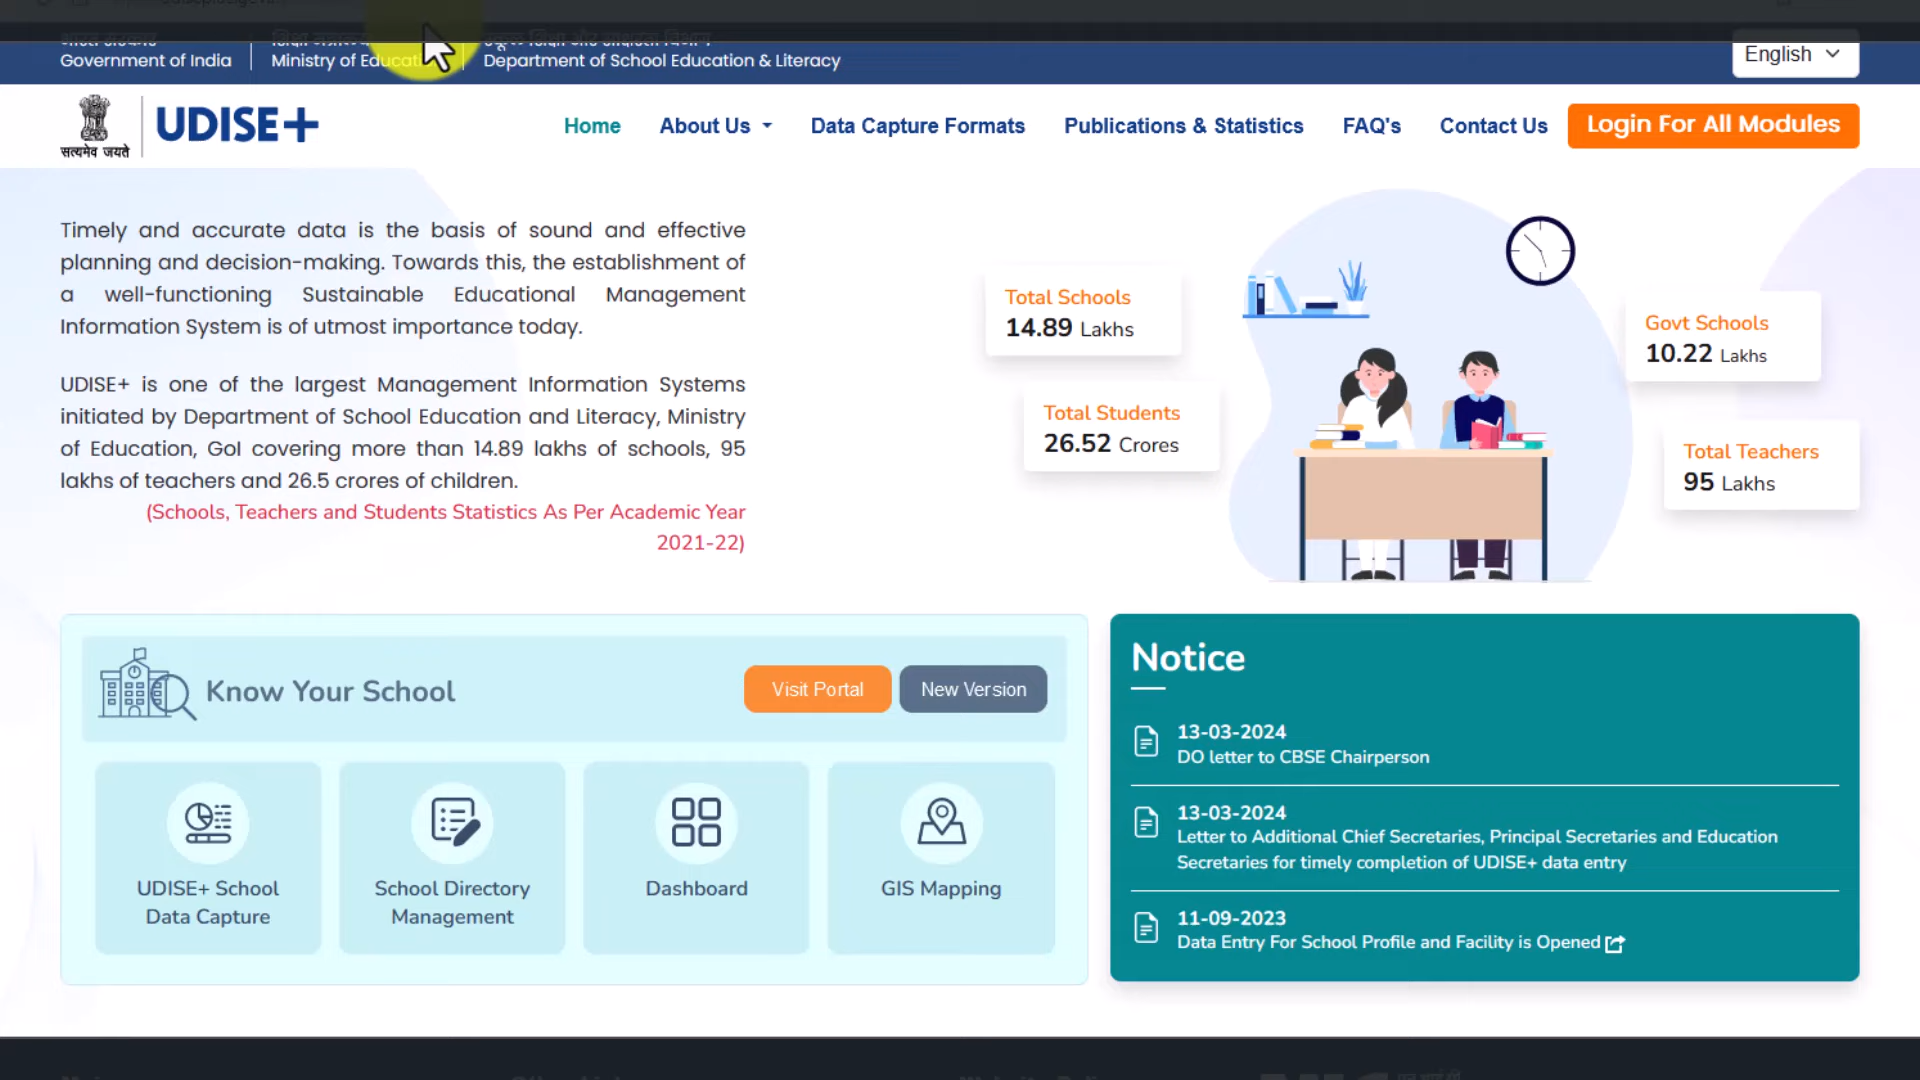 Government of India
Ministry of Education
Department of School Education & Literacy
English
सत्यमेव जयते
UDISE+
Home
About Us
Data Capture Formats
Publications & Statistics
FAQ's
Contact Us
Login For All Modules
Timely and accurate data is the basis of sound and effective
planning and decision-making. Towards this, the establishment of
a well-functioning Sustainable Educational Management
Information System is of utmost importance today.
UDISE+ is one of the largest Management Information Systems
initiated by Department of School Education and Literacy, Ministry
of Education, GoI covering more than 14.89 lakhs of schools, 95
lakhs of teachers and 26.5 crores of children.
(Schools, Teachers and Students Statistics As Per Academic Year
2021-22)
Total Schools
14.89 Lakhs
Total Students
26.52 Crores
Govt Schools
10.22 Lakhs
Total Teachers
95 Lakhs
Know Your School
Visit Portal
New Version
UDISE+ School
Data Capture
School Directory
Management
Dashboard
GIS Mapping
Notice
13-03-2024
DO letter to CBSE Chairperson
13-03-2024
Letter to Additional Chief Secretaries, Principal Secretaries and Education
Secretaries for timely completion of UDISE+ data entry
11-09-2023
Data Entry For School Profile and Facility is Opened